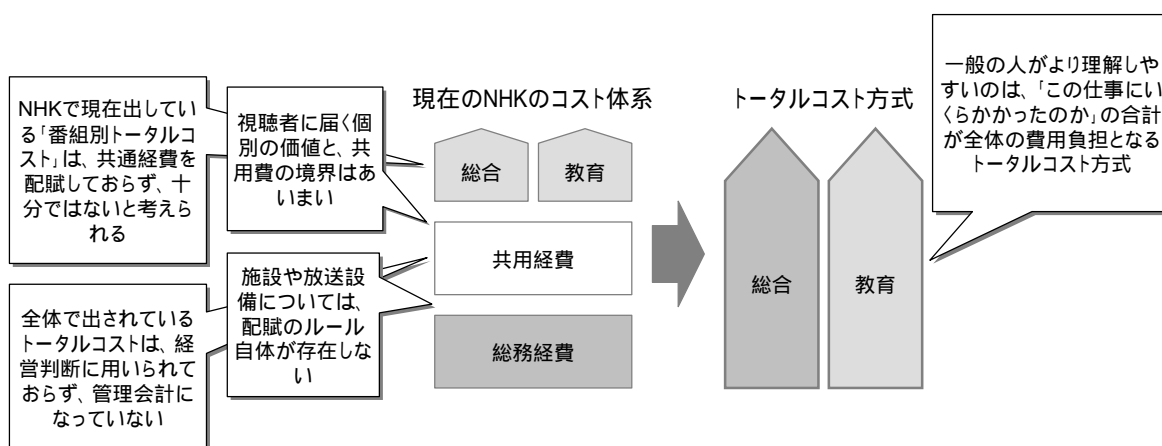 NHKで現在出してい
る「番組別トータルコ
スト」は、共通経費を
配賦しておらず、十
分ではないと考えら
れる
全体で出されている
トータルコストは、経
営判断に用いられて
おらず、管理会計に
なっていない
視聴者に届く個
別の価値と、共
用費の境界はあ
いまい
施設や放送設
備については、
配賦のルール
自体が存在しな
い
現在のNHKのコスト体系
総合
教育
共用経費
総務経費
トータルコスト方式
総合
教育
一般の人がより理解しや
すいのは、「この仕事にい
くらかかったのか」の合計
が全体の費用負担となる
トータルコスト方式